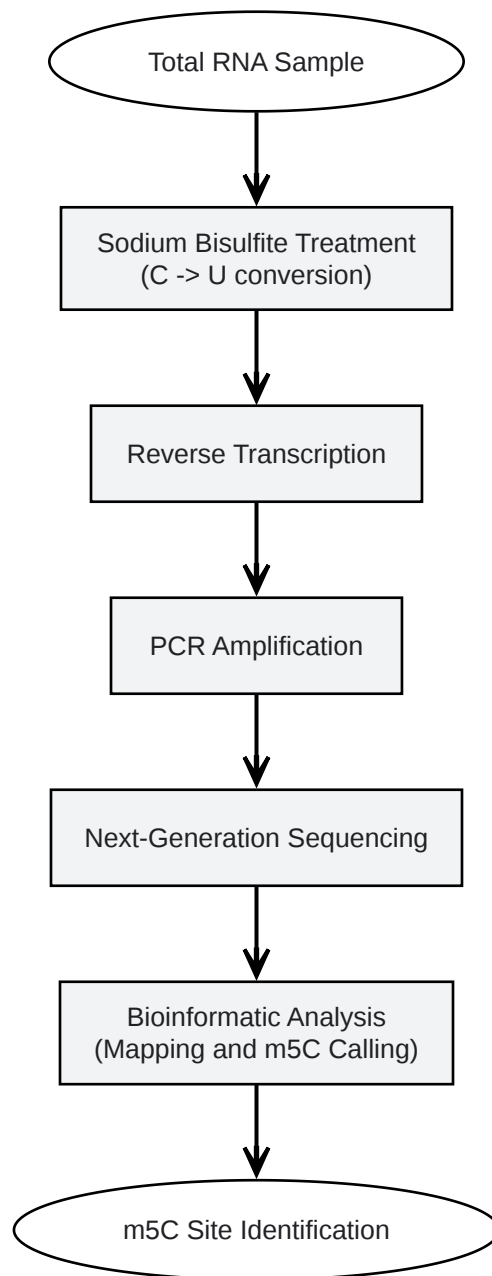 Total RNA Sample
Sodium Bisulfite Treatment
(C -> U conversion)
Reverse Transcription
PCR Amplification
Next-Generation Sequencing
Bioinformatic Analysis
(Mapping and m5C Calling)
m5C Site Identification